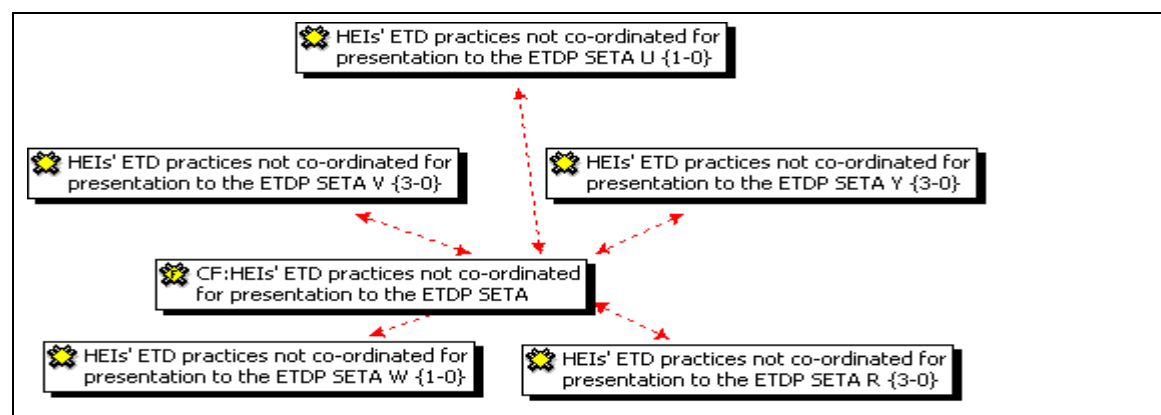 HEIs' ETD practices not co-ordinated for
presentation to the ETDP SETA U {1-0}
HEIs' ETD practices not co-ordinated for
presentation to the ETDP SETA V {3-0}
HEIs' ETD practices not co-ordinated for
presentation to the ETDP SETA Y {3-0}
CF:HEIs' ETD practices not co-ordinated
for presentation to the ETDP SETA
HEIs' ETD practices not co-ordinated for
presentation to the ETDP SETA W {1-0}
HEIs' ETD practices not co-ordinated for
presentation to the ETDP SETA R {3-0}